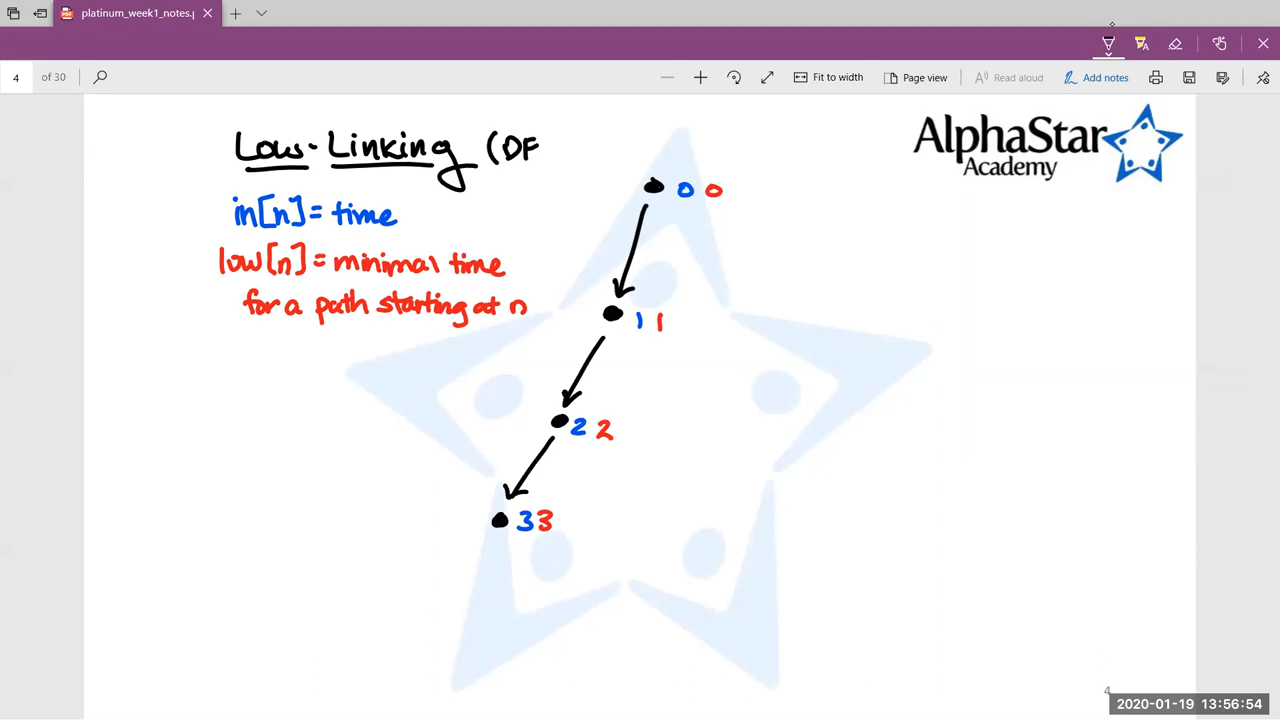 platinum_week1_notes.p
4 of 30
Fit to width
Page view
Read aloud
Add notes
Low-Linking (DF
AlphaStar
Academy
in[n] = time
low[n] = minimal time
for a path starting at n
0 0
1 1
2 2
3 3
4
2020-01-19 13:56:54